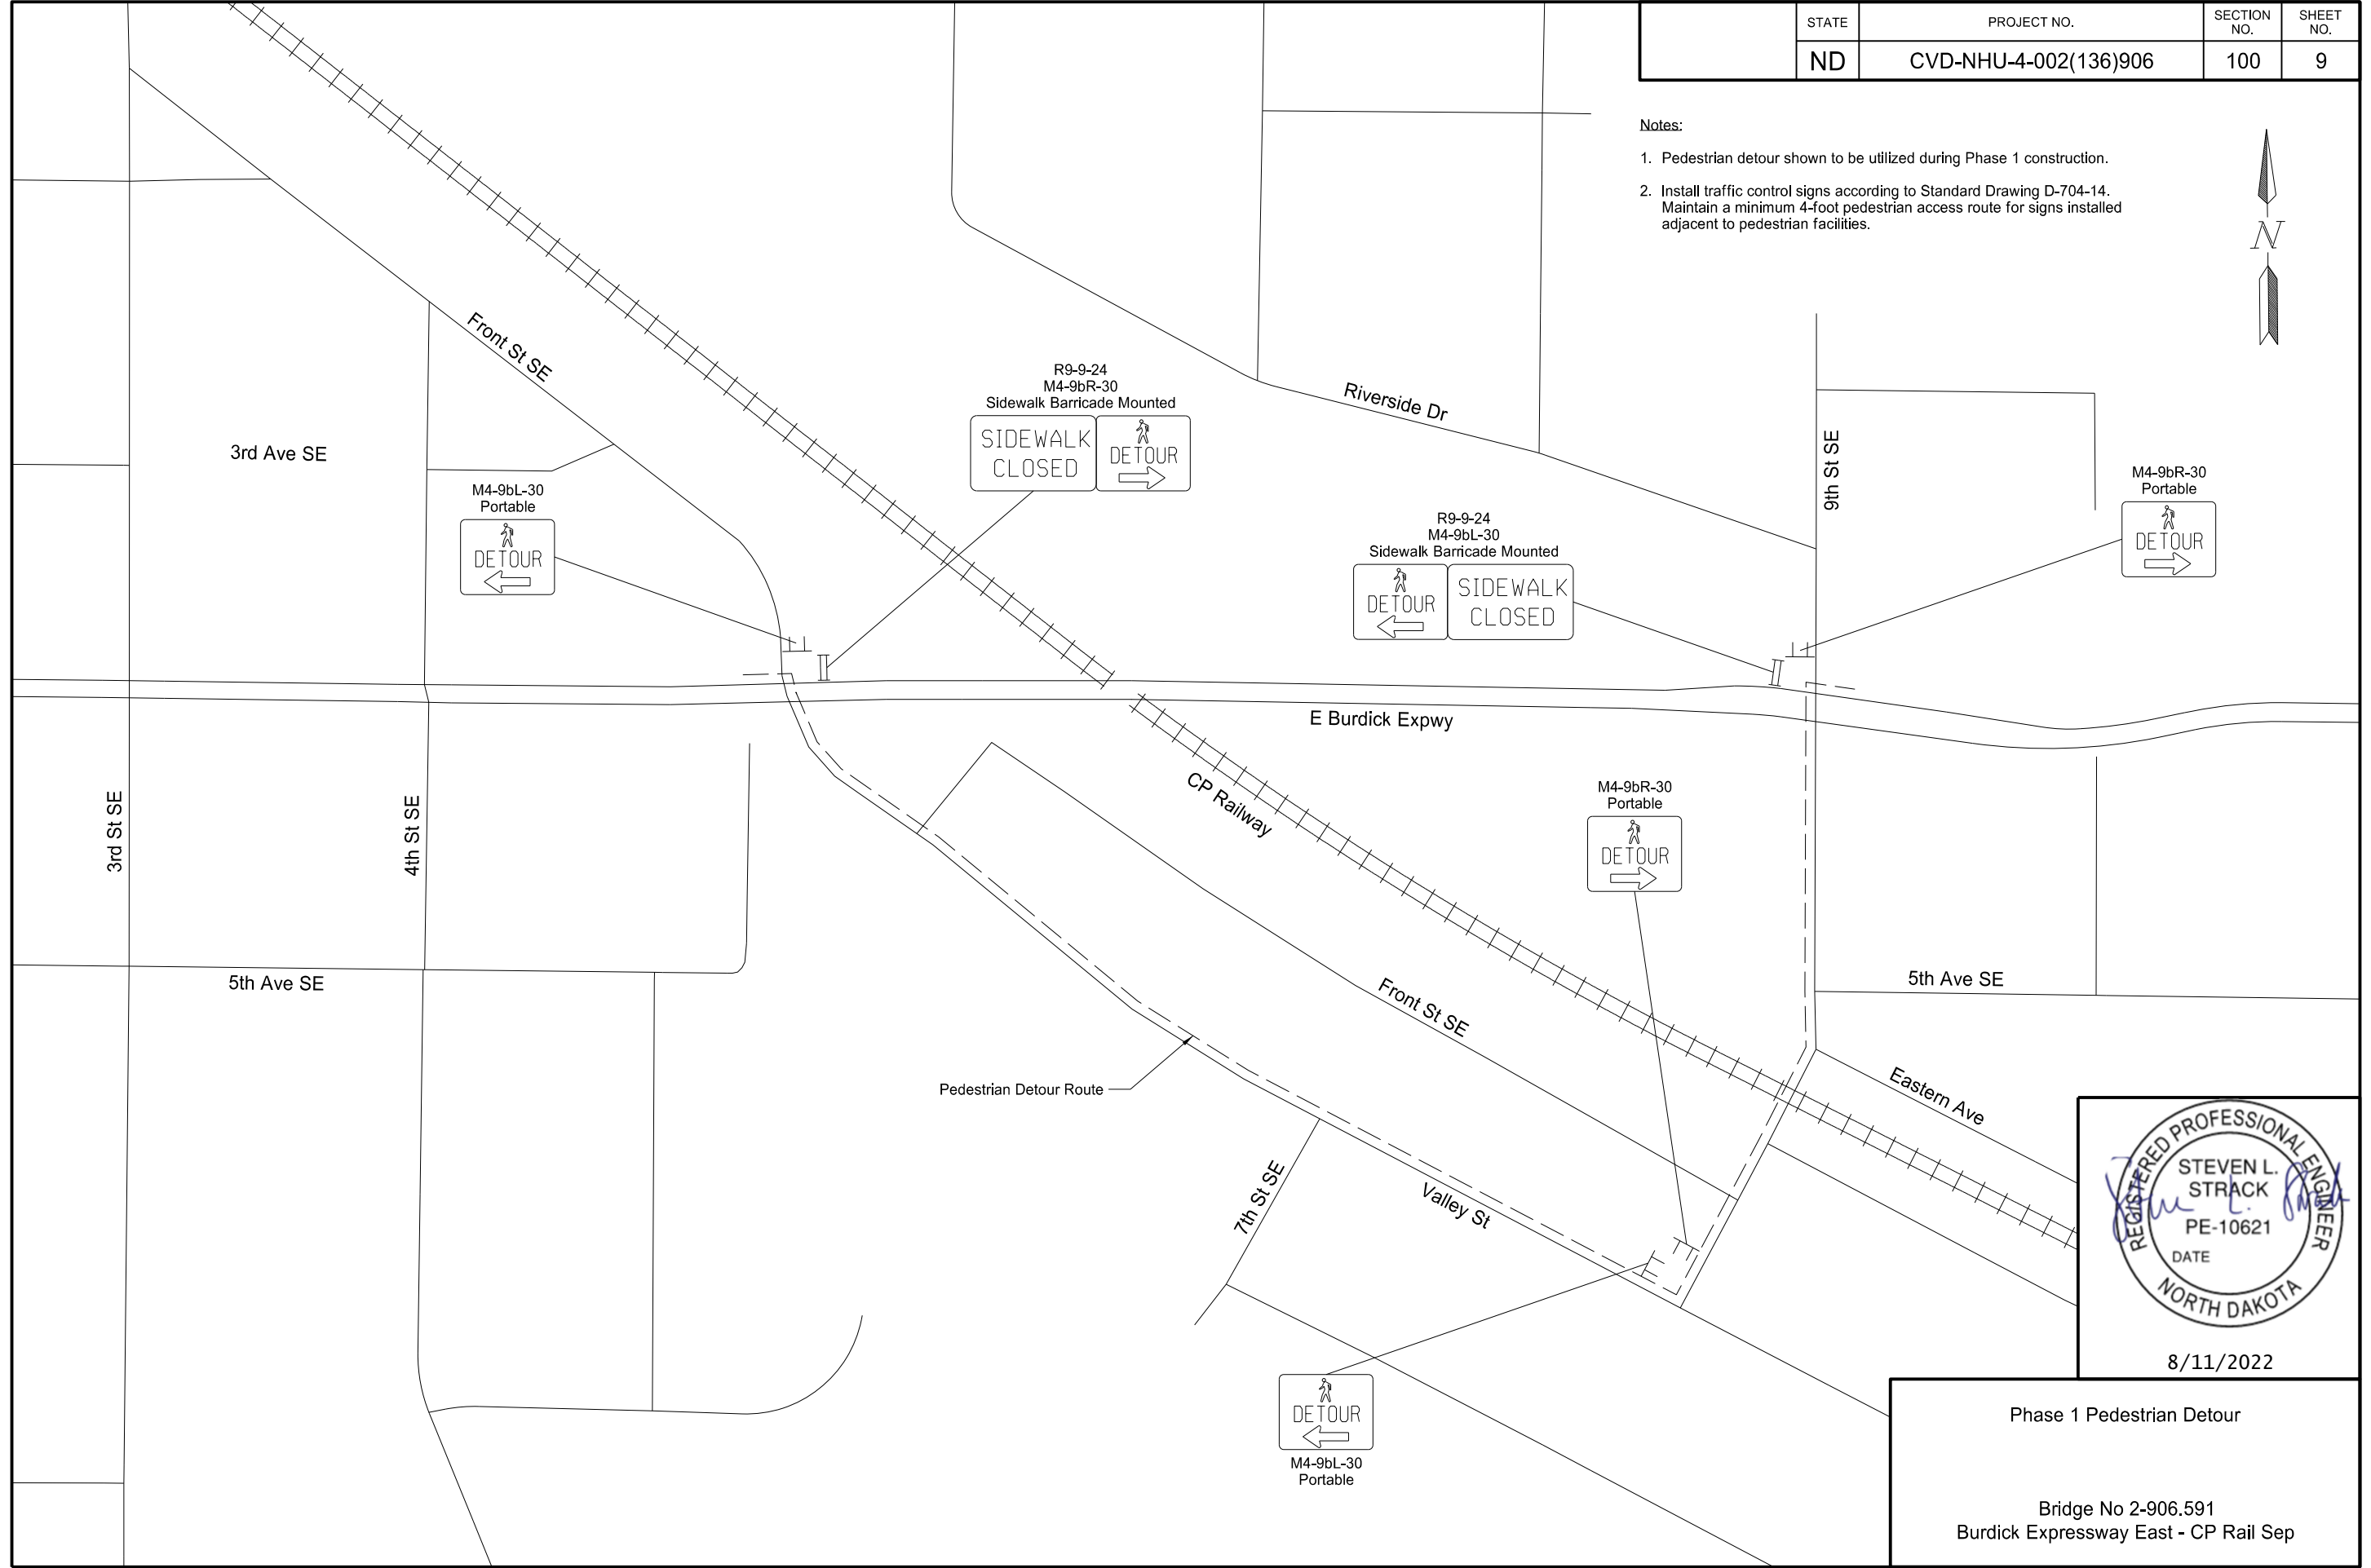 STATE
PROJECT NO.
SECTION
NO.
SHEET
NO.
ND
CVD-NHU-4-002(136)906
100
9
Notes:
1. Pedestrian detour shown to be utilized during Phase 1 construction.
2. Install traffic control signs according to Standard Drawing D-704-14.
Maintain a minimum 4-foot pedestrian access route for signs installed
adjacent to pedestrian facilities.
N
Front St SE
R9-9-24
M4-9bR-30
Sidewalk Barricade Mounted
SIDEWALK
CLOSED
DETOUR
Riverside Dr
3rd Ave SE
9th St SE
M4-9bL-30
Portable
DETOUR
M4-9bR-30
Portable
DETOUR
R9-9-24
M4-9bL-30
Sidewalk Barricade Mounted
DETOUR
SIDEWALK
CLOSED
E Burdick Expwy
CP Railway
3rd St SE
4th St SE
M4-9bR-30
Portable
DETOUR
5th Ave SE
5th Ave SE
Front St SE
Pedestrian Detour Route
Eastern Ave
7th St SE
Valley St
DETOUR
M4-9bL-30
Portable
REGISTERED PROFESSIONAL ENGINEER
STEVEN L.
STRACK
PE-10621
DATE
NORTH DAKOTA
8/11/2022
Phase 1 Pedestrian Detour
Bridge No 2-906.591
Burdick Expressway East - CP Rail Sep